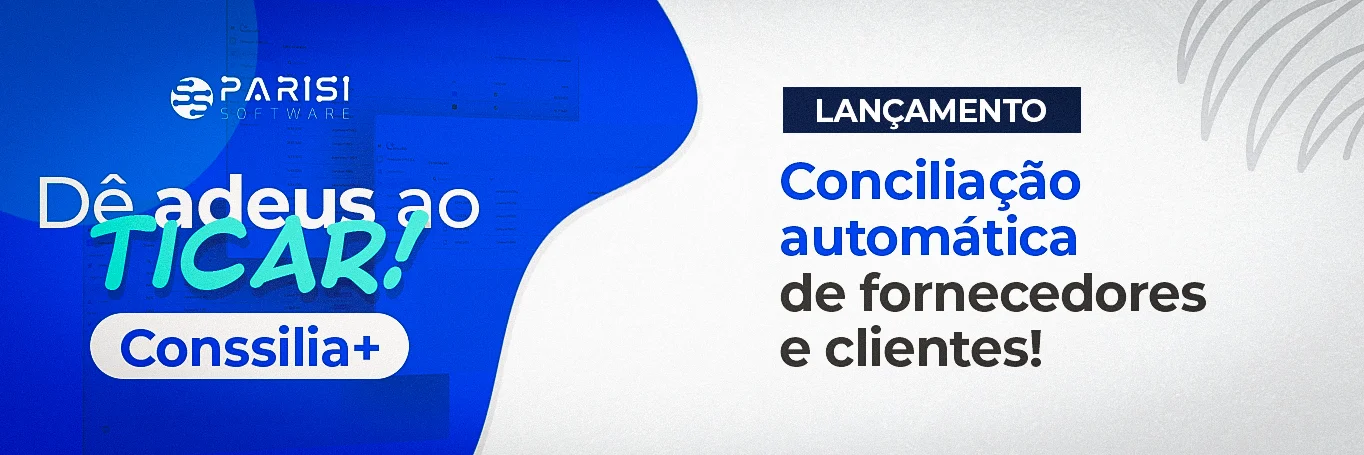 PARISI
SOFTWARE
Dê adeus ao
TICAR!
Conssilia+
LANÇAMENTO
Conciliação
automática
de fornecedores
e clientes!